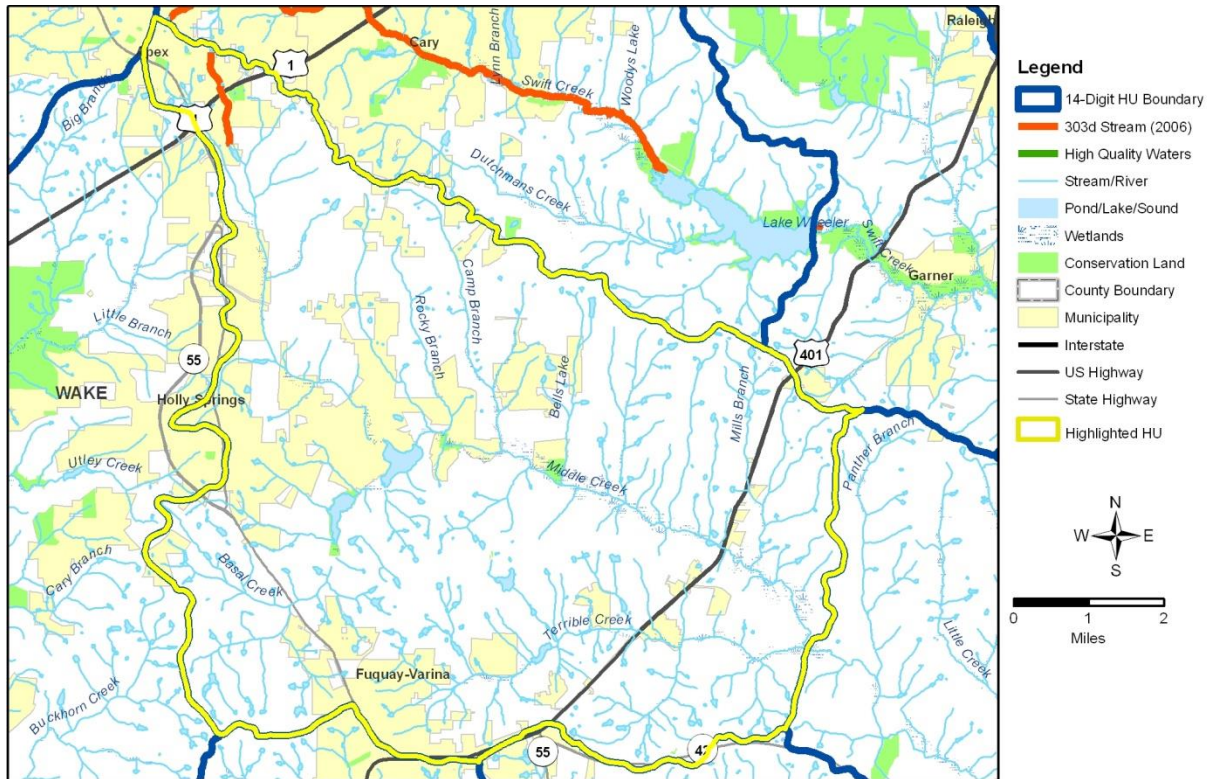 Raleigh
pex
Cary
1
Lynn Branch
Woodys Lake
Swift Creek
Big Branch
1
Dutchmans Creek
Lake Wheeler
Swift Creek
Garner
Camp Branch
Rocky Branch
Little Branch
55
401
WAKE
Holly Springs
Bells Lake
Mills Branch
Panther Branch
Utley Creek
Middle Creek
Cary Branch
Basal Creek
Terrible Creek
Little Creek
Fuquay-Varina
Buckhorn Creek
55
42
Legend
14-Digit HU Boundary
303d Stream (2006)
High Quality Waters
Stream/River
Pond/Lake/Sound
Wetlands
Conservation Land
County Boundary
Municipality
Interstate
US Highway
State Highway
Highlighted HU
N
W E
S
0 1 2
Miles